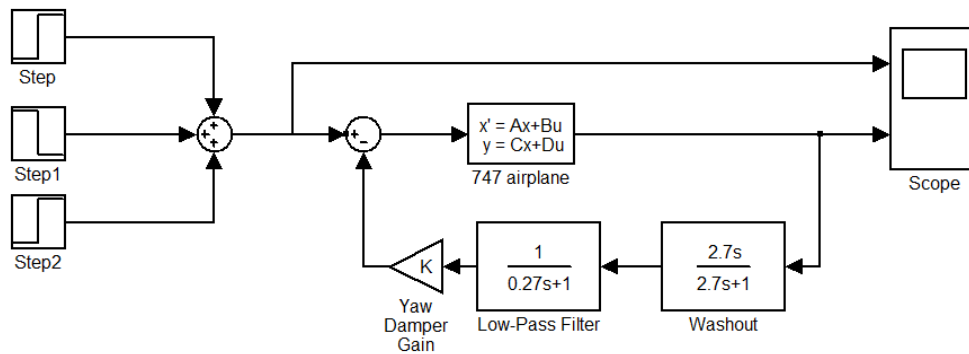 Step
Step1
Step2
+
+
+
+
−
x' = Ax+Bu
y = Cx+Du
747 airplane
Scope
K
Yaw
Damper
Gain
1
0.27s+1
Low-Pass Filter
2.7s
2.7s+1
Washout